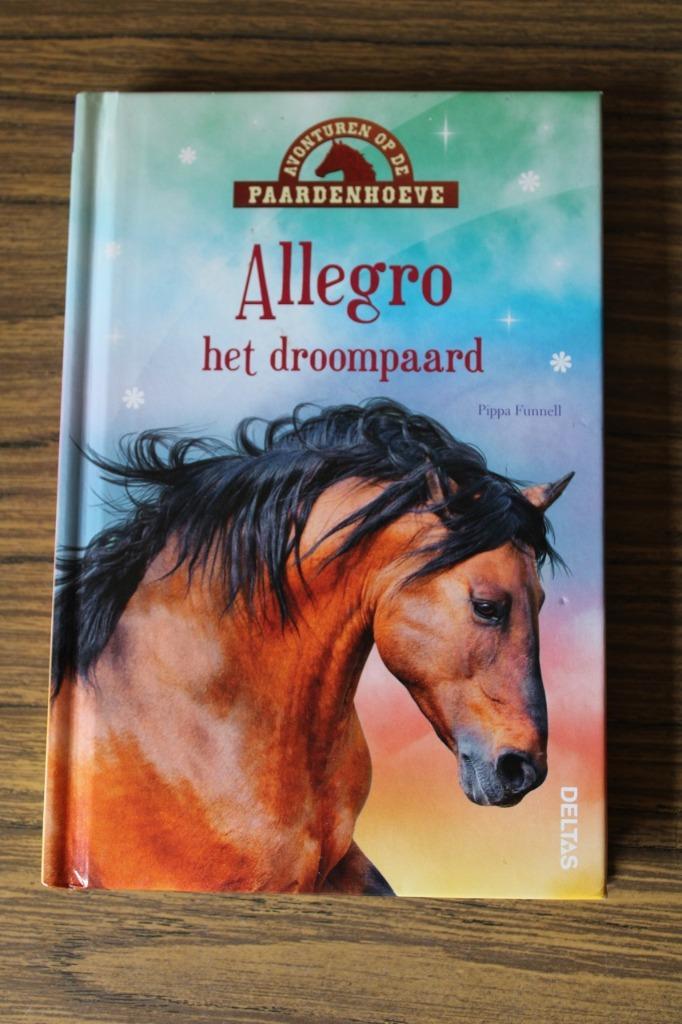 AVONTUREN OP DE
PAARDENHOEVE
Allegro
het droompaard
Pippa Funnell
DELTAS